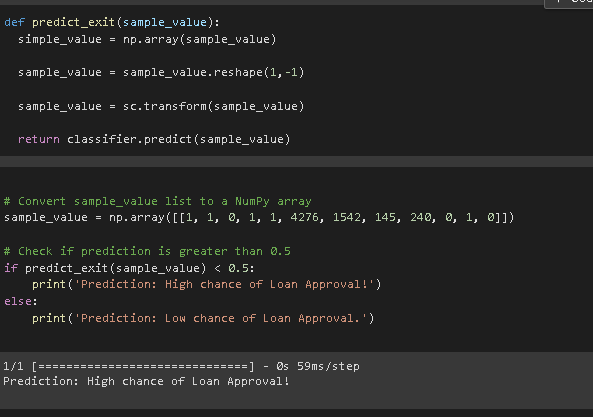 def predict_exit(sample_value):
  simple_value = np.array(sample_value)
  sample_value = sample_value.reshape(1,-1)
  sample_value = sc.transform(sample_value)
  return classifier.predict(sample_value)
# Convert sample_value list to a NumPy array
sample_value = np.array([[1, 1, 0, 1, 1, 4276, 1542, 145, 240, 0, 1, 0]])
# Check if prediction is greater than 0.5
if predict_exit(sample_value) < 0.5:
    print('Prediction: High chance of Loan Approval!')
else:
    print('Prediction: Low chance of Loan Approval.')
1/1 [==============================] - 0s 59ms/step
Prediction: High chance of Loan Approval!